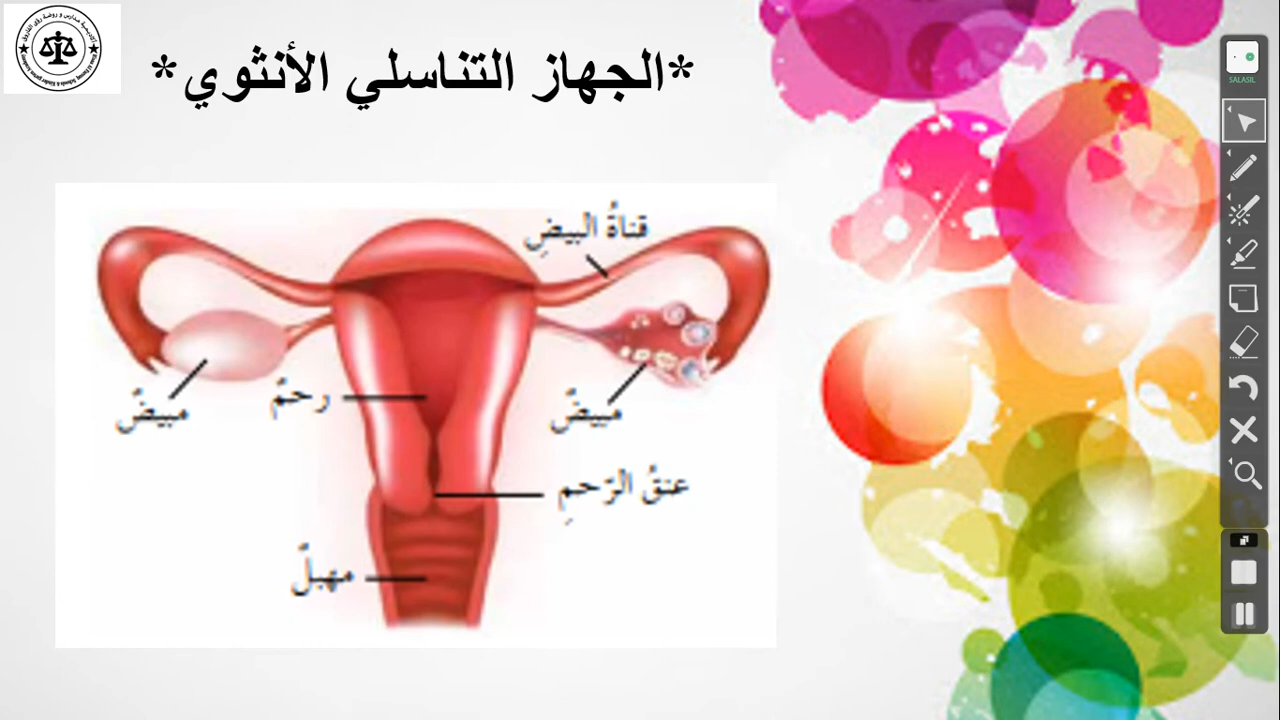 *الجهاز التناسلي الأنثوي*
قناةُ البيضِ
مبيضٌ
رحمٌ
مبيضٌ
عنقُ الرّحمِ
مهبلٌ
SALASIL